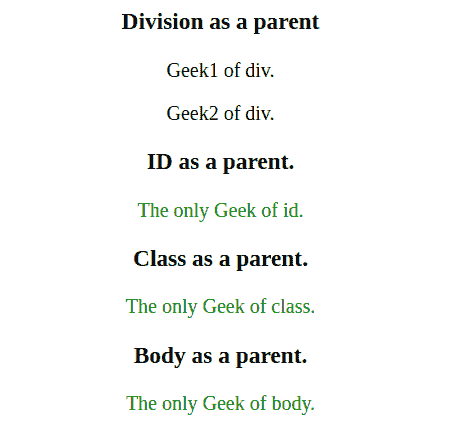 Division as a parent
Geek1 of div.
Geek2 of div.
ID as a parent.
The only Geek of id.
Class as a parent.
The only Geek of class.
Body as a parent.
The only Geek of body.